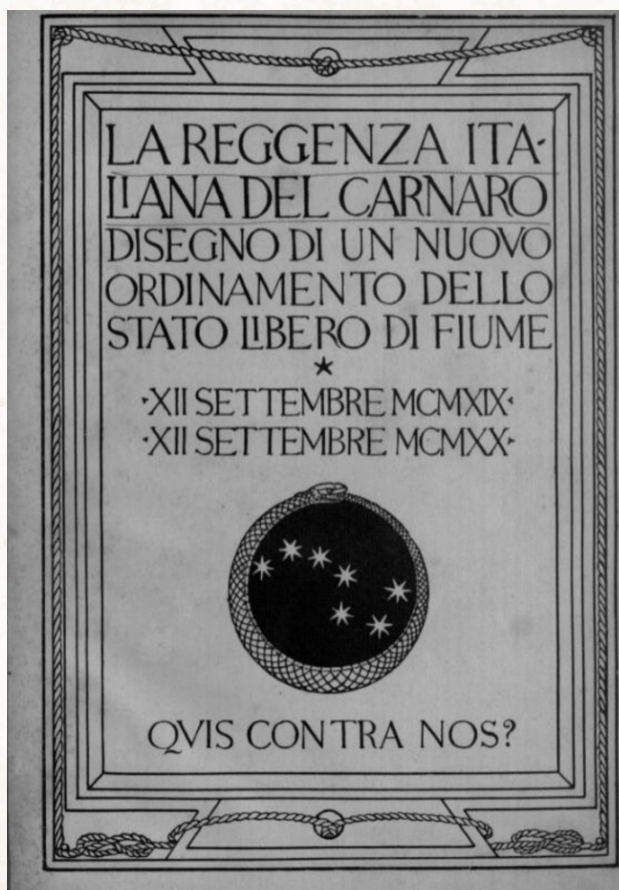 LA REGGENZA ITA-
LIANA DEL CARNARO
DISEGNO DI UN NUOVO
ORDINAMENTO DELLO
STATO LIBERO DI FIUME
★
·XII SETTEMBRE MCMXIX·
·XII SETTEMBRE MCMXX·
QVIS CONTRA NOS?